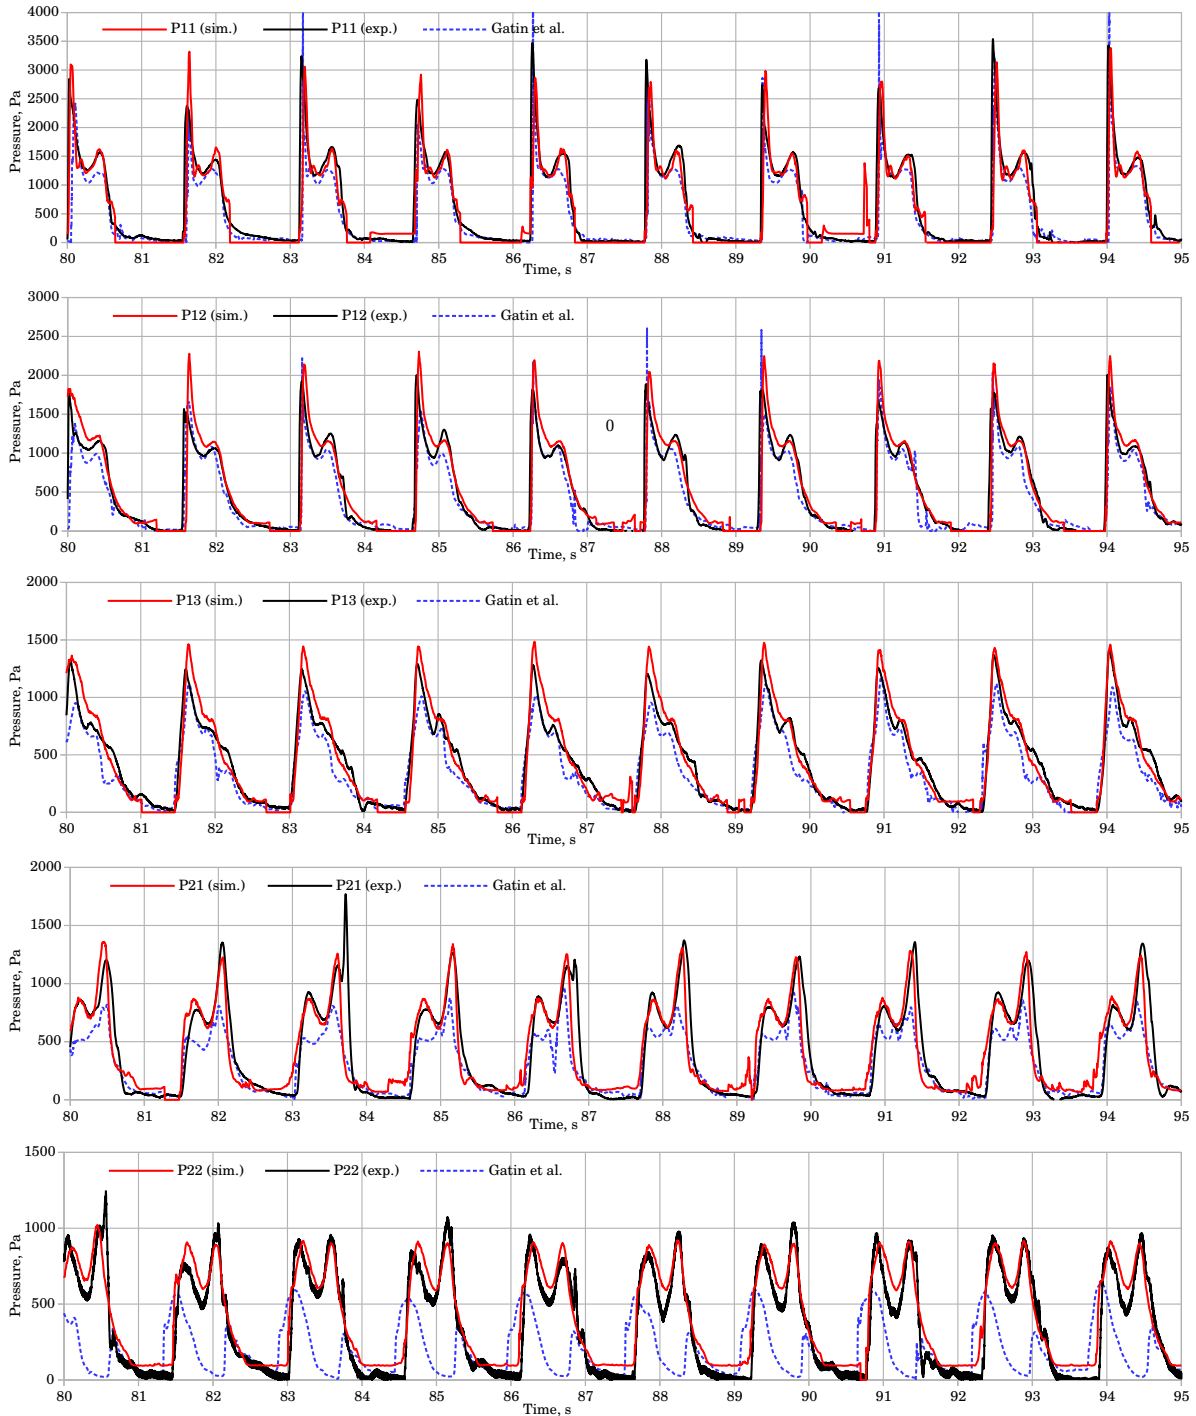 P11 (sim.) P11 (exp.) Gatin et al.
Pressure, Pa
4000
3500
3000
2500
2000
1500
1000
500
0
80 81 82 83 84 85 86 87 88 89 90 91 92 93 94 95
Time, s
P12 (sim.) P12 (exp.) Gatin et al.
Pressure, Pa
3000
2500
2000
1500
1000
500
0
0
80 81 82 83 84 85 86 87 88 89 90 91 92 93 94 95
Time, s
P13 (sim.) P13 (exp.) Gatin et al.
Pressure, Pa
2000
1500
1000
500
0
80 81 82 83 84 85 86 87 88 89 90 91 92 93 94 95
Time, s
P21 (sim.) P21 (exp.) Gatin et al.
Pressure, Pa
2000
1500
1000
500
0
80 81 82 83 84 85 86 87 88 89 90 91 92 93 94 95
Time, s
P22 (sim.) P22 (exp.) Gatin et al.
Pressure, Pa
1500
1000
500
0
80 81 82 83 84 85 86 87 88 89 90 91 92 93 94 95
Time, s